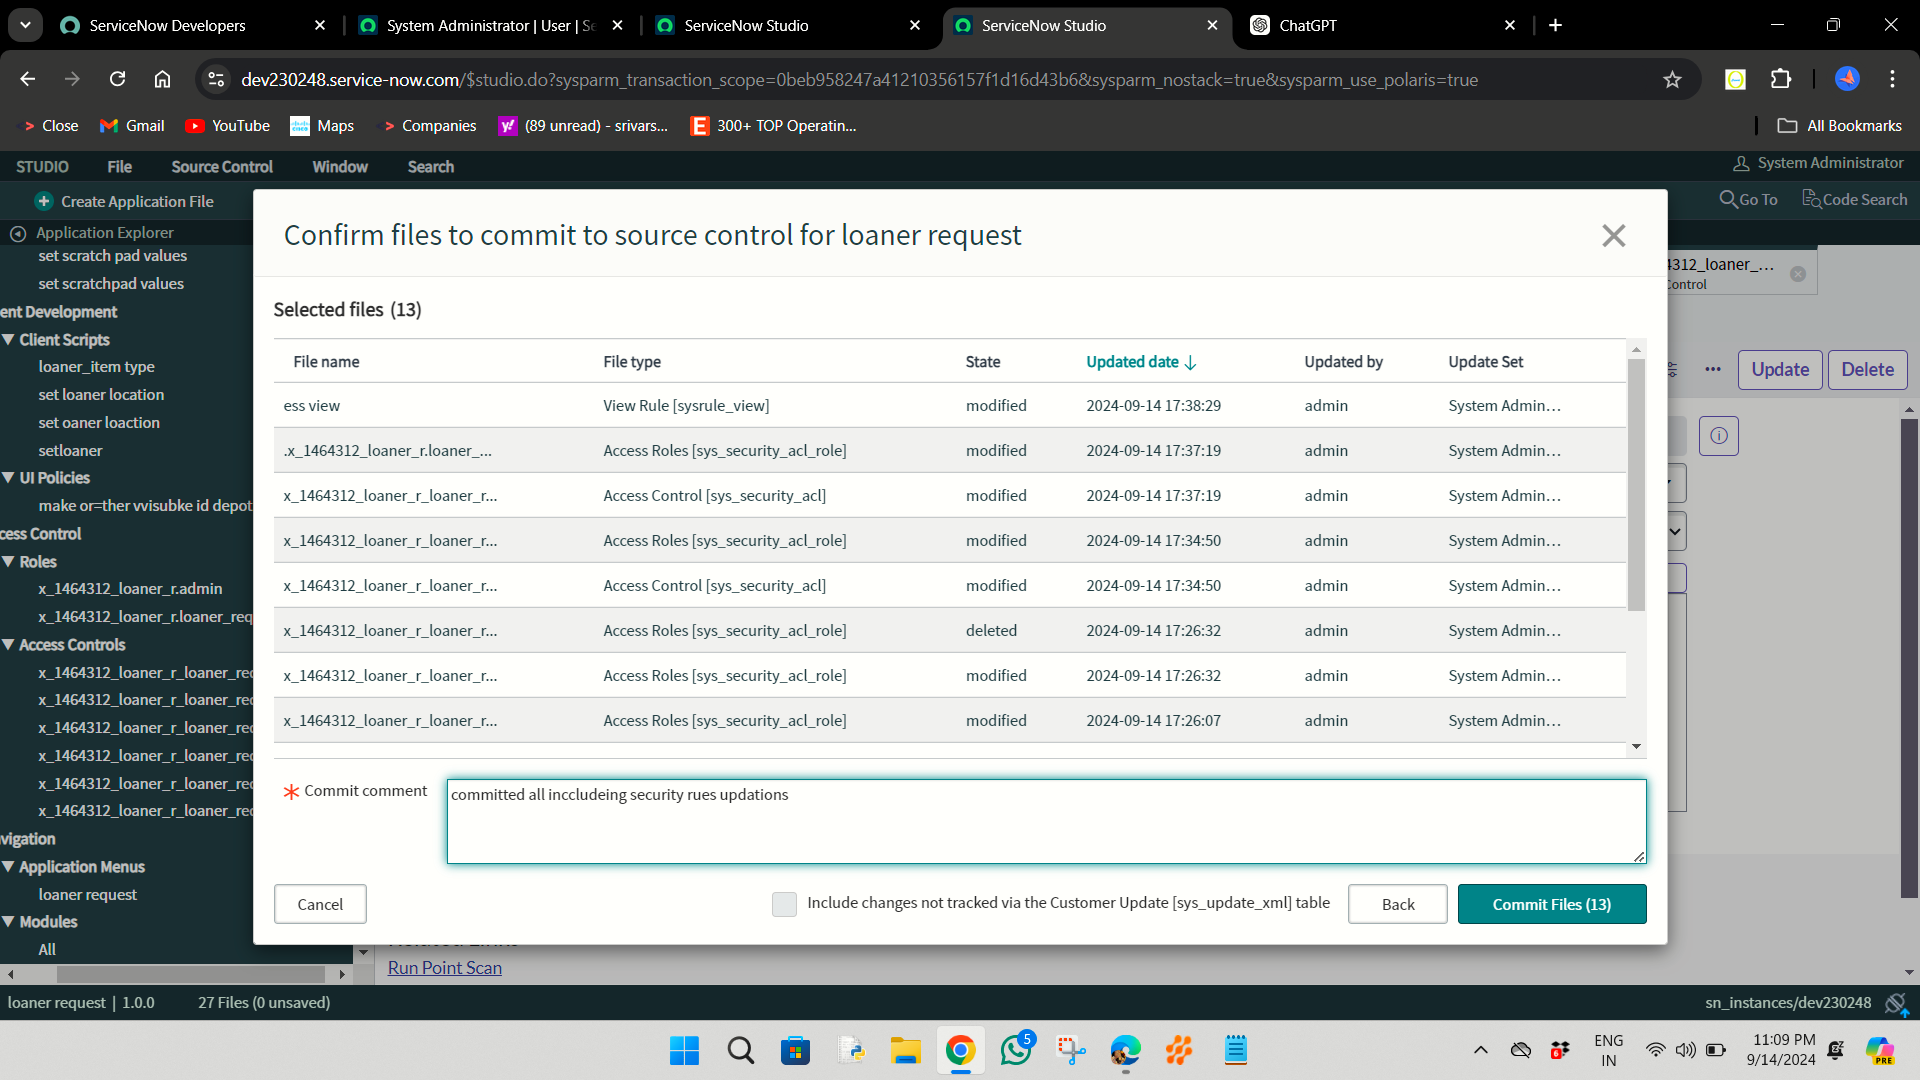 ServiceNow Developers
System Administrator | User | Se
ServiceNow Studio
ServiceNow Studio
ChatGPT
dev230248.service-now.com/$studio.do?sysparm_transaction_scope=0beb958247a41210356157f1d16d43b6&sysparm_nostack=true&sysparm_use_polaris=true
Close
Gmail
YouTube
Maps
Companies
(89 unread) - srivars...
300+ TOP Operatin...
All Bookmarks
STUDIO
File
Source Control
Window
Search
System Administrator
Create Application File
Go To
Code Search
Application Explorer
set scratch pad values
set scratchpad values
ent Development
Client Scripts
loaner_item type
set loaner location
set oaner loaction
setloaner
UI Policies
make or=ther vvisubke id depot
cess Control
Roles
x_1464312_loaner_r.admin
x_1464312_loaner_r.loaner_req
Access Controls
x_1464312_loaner_r_loaner_rec
x_1464312_loaner_r_loaner_rec
x_1464312_loaner_r_loaner_rec
x_1464312_loaner_r_loaner_rec
x_1464312_loaner_r_loaner_rec
x_1464312_loaner_r_loaner_rec
vigation
Application Menus
loaner request
Modules
All
Confirm files to commit to source control for loaner request
Selected files (13)
File name File type State Updated date Updated by Update Set
ess view View Rule [sysrule_view] modified 2024-09-14 17:38:29 admin System Admin...
.x_1464312_loaner_r.loaner_... Access Roles [sys_security_acl_role] modified 2024-09-14 17:37:19 admin System Admin...
x_1464312_loaner_r_loaner_r... Access Control [sys_security_acl] modified 2024-09-14 17:37:19 admin System Admin...
x_1464312_loaner_r_loaner_r... Access Roles [sys_security_acl_role] modified 2024-09-14 17:34:50 admin System Admin...
x_1464312_loaner_r_loaner_r... Access Control [sys_security_acl] modified 2024-09-14 17:34:50 admin System Admin...
x_1464312_loaner_r_loaner_r... Access Roles [sys_security_acl_role] deleted 2024-09-14 17:26:32 admin System Admin...
x_1464312_loaner_r_loaner_r... Access Roles [sys_security_acl_role] modified 2024-09-14 17:26:32 admin System Admin...
x_1464312_loaner_r_loaner_r... Access Roles [sys_security_acl_role] modified 2024-09-14 17:26:07 admin System Admin...
Commit comment
committed all inccludeing security rues updations
Cancel
Include changes not tracked via the Customer Update [sys_update_xml] table
Back
Commit Files (13)
4312_loaner_...
Control
Update
Delete
Run Point Scan
loaner request | 1.0.0
27 Files (0 unsaved)
sn_instances/dev230248
5
6
ENG
IN
11:09 PM
9/14/2024
PRE